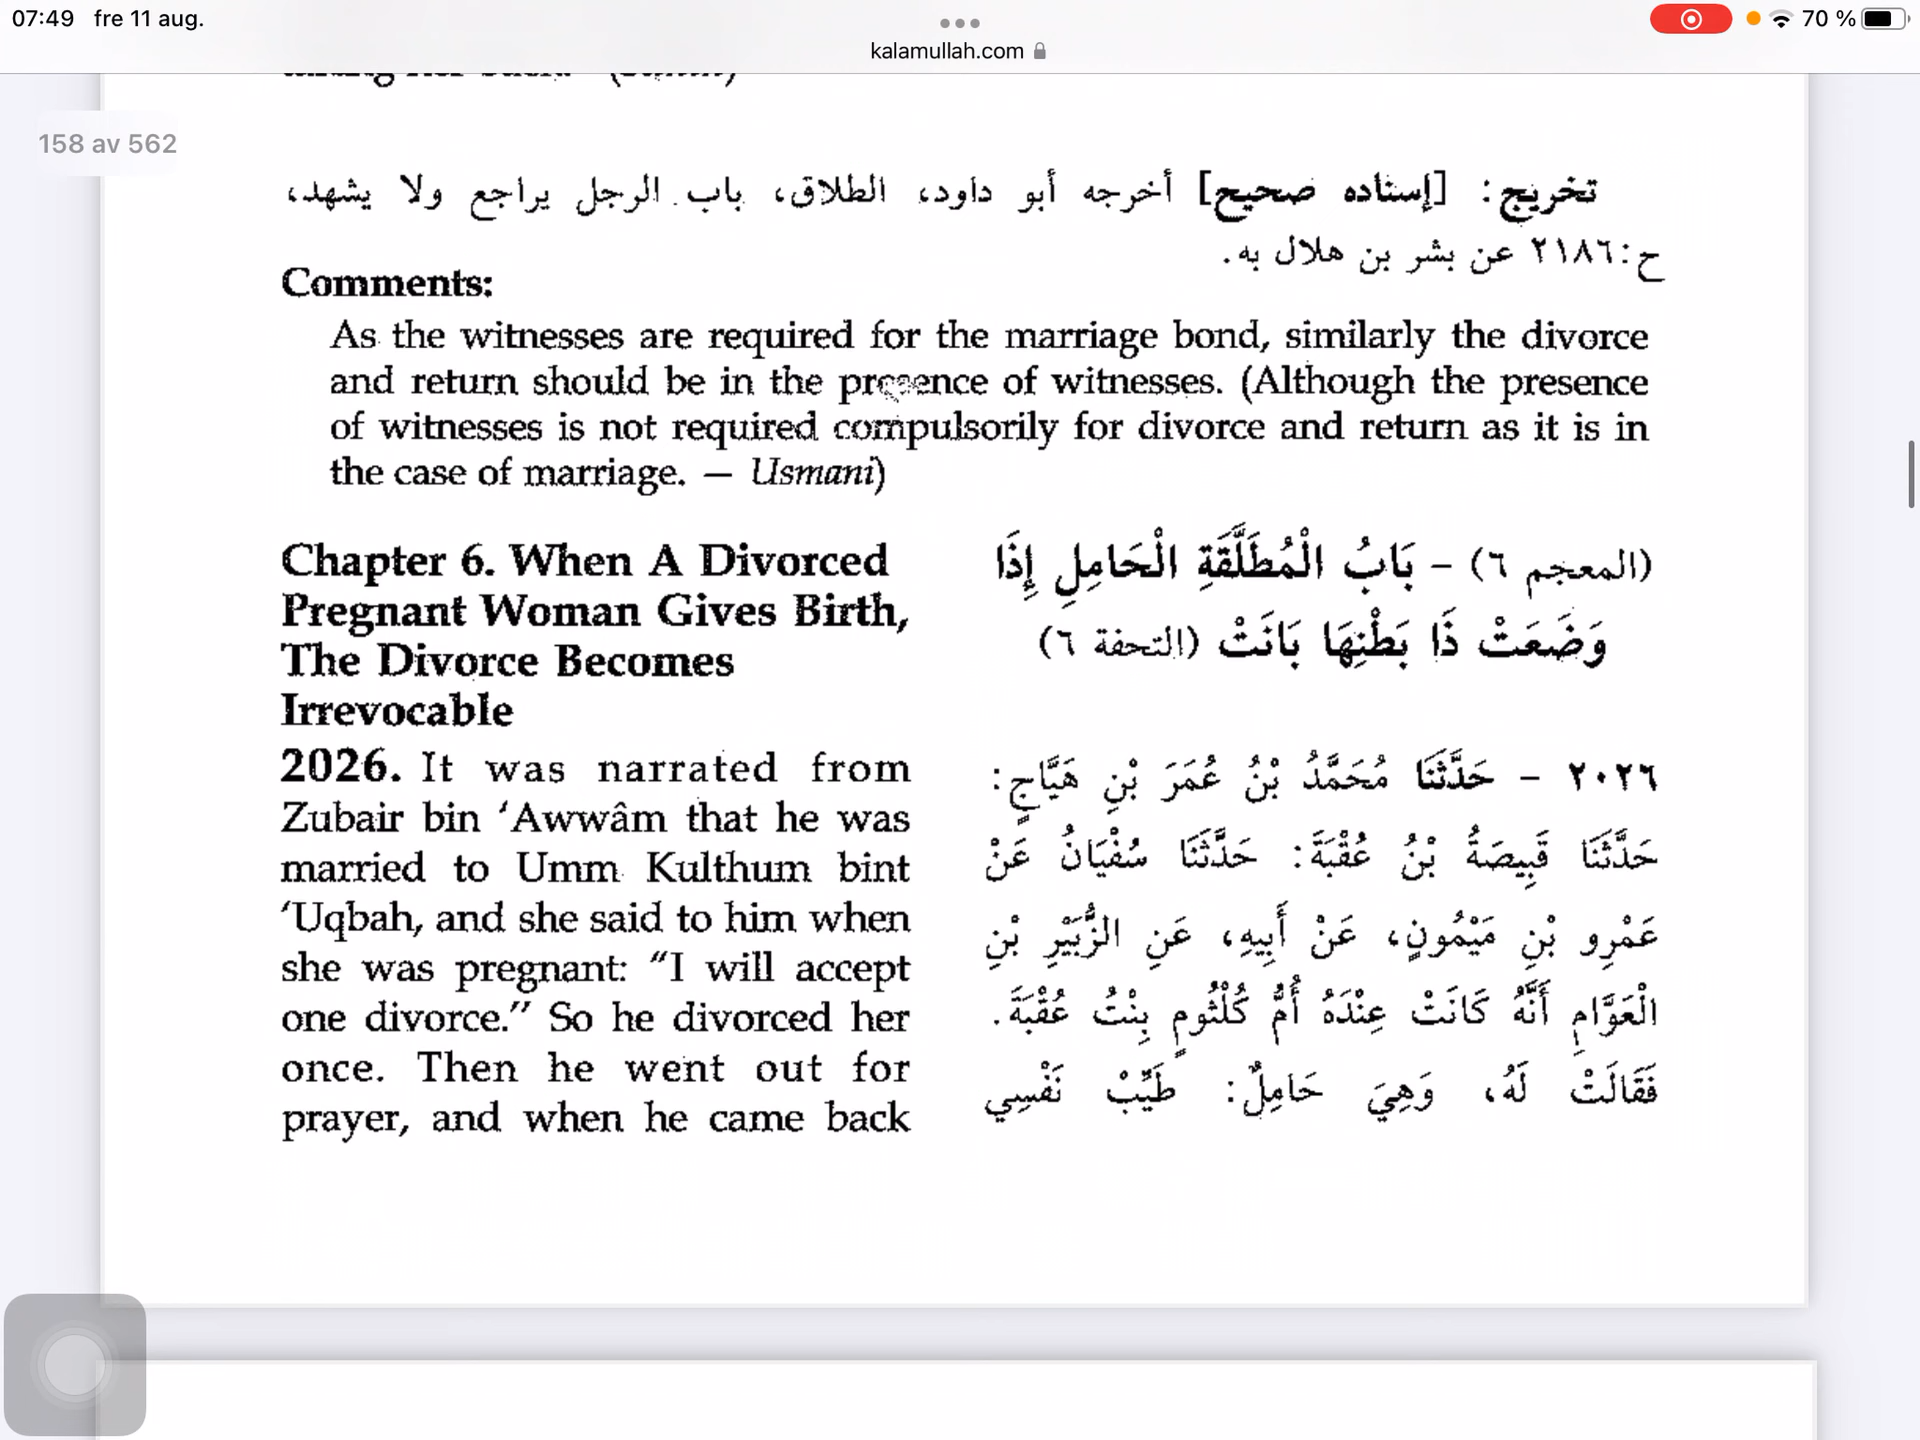 07:49 fre 11 aug.
70 %
kalamullah.com
158 av 562
تخريج: [إسناده صحيح] أخرجه أبو داود، الطلاق، باب الرجل يراجع ولا يشهد،
ح:٢١٨٦ عن بشر بن هلال به.
Comments:
As the witnesses are required for the marriage bond, similarly the divorce
and return should be in the presence of witnesses. (Although the presence
of witnesses is not required compulsorily for divorce and return as it is in
the case of marriage. — Usmani)
Chapter 6. When A Divorced
Pregnant Woman Gives Birth,
The Divorce Becomes
Irrevocable
(المعجم ٦) - بَابُ الْمُطَلَّقَةِ الْحَامِلِ إِذَا
وَضَعَتْ ذَا بَطْنِهَا بَانَتْ (التحفة ٦)
2026. It was narrated from
Zubair bin ‘Awwâm that he was
married to Umm Kulthum bint
‘Uqbah, and she said to him when
she was pregnant: “I will accept
one divorce.” So he divorced her
once. Then he went out for
prayer, and when he came back
٢٠٢٦ - حَدَّثَنَا مُحَمَّدُ بْنُ عُمَرَ بْنِ هَيَّاجٍ:
حَدَّثَنَا قَبِيصَةُ بْنُ عُقْبَةَ: حَدَّثَنَا سُفْيَانُ عَنْ
عَمْرِو بْنِ مَيْمُونٍ، عَنْ أَبِيهِ، عَنِ الزُّبَيْرِ بْنِ
الْعَوَّامِ أَنَّهُ كَانَتْ عِنْدَهُ أُمُّ كُلْثُومٍ بِنْتُ عُقْبَةَ.
فَقَالَتْ لَهُ، وَهِيَ حَامِلٌ: طَيِّبْ نَفْسِي